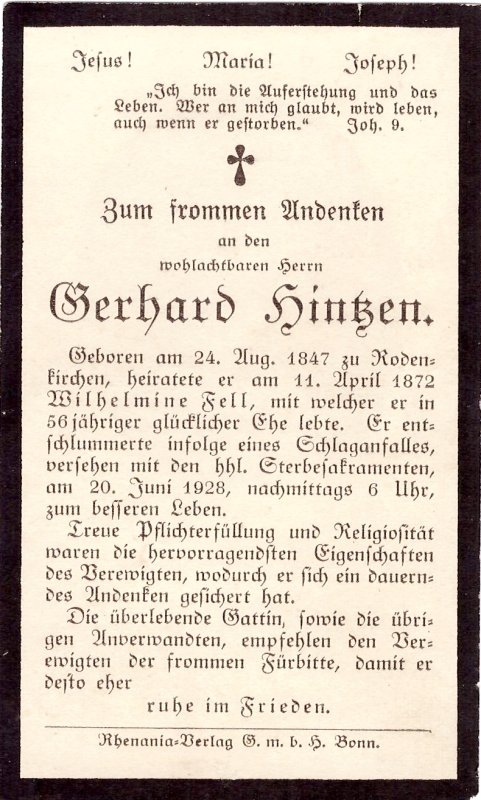 Jesus! Maria! Joseph!
„Ich bin die Auferstehung und das
Leben. Wer an mich glaubt, wird leben,
auch wenn er gestorben.“ Joh. 9.
Zum frommen Andenken
an den
wohlachtbaren Herrn
Gerhard Hintzen.
Geboren am 24. Aug. 1847 zu Roden-
kirchen, heiratete er am 11. April 1872
Wilhelmine Fell, mit welcher er in
56 jähriger glücklicher Ehe lebte. Er ent-
schlummerte infolge eines Schlaganfalles,
versehen mit den hhl. Sterbesakramenten,
am 20. Juni 1928, nachmittags 6 Uhr,
zum besseren Leben.
Treue Pflichterfüllung und Religiosität
waren die hervorragendsten Eigenschaften
des Verewigten, wodurch er sich ein dauern-
des Andenken gesichert hat.
Die überlebende Gattin, sowie die übri-
gen Anverwandten, empfehlen den Ver-
ewigten der frommen Fürbitte, damit er
desto eher
ruhe im Frieden.
Rhenania-Verlag G. m. b. H. Bonn.